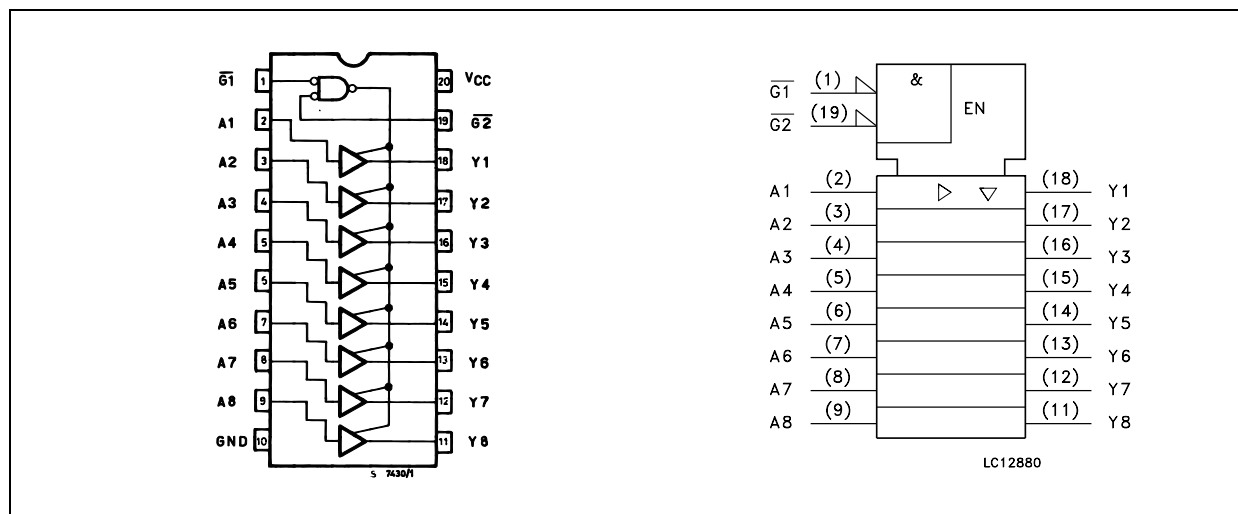 G1 1 20 VCC
A1 2 19 G2
A2 3 18 Y1
A3 4 17 Y2
A4 5 16 Y3
A5 6 15 Y4
A6 7 14 Y5
A7 8 13 Y6
A8 9 12 Y7
GND 10 11 Y8
S 7430/1
G1 (1) & EN
G2 (19)
A1 (2) (18) Y1
A2 (3) (17) Y2
A3 (4) (16) Y3
A4 (5) (15) Y4
A5 (6) (14) Y5
A6 (7) (13) Y6
A7 (8) (12) Y7
A8 (9) (11) Y8
LC12880